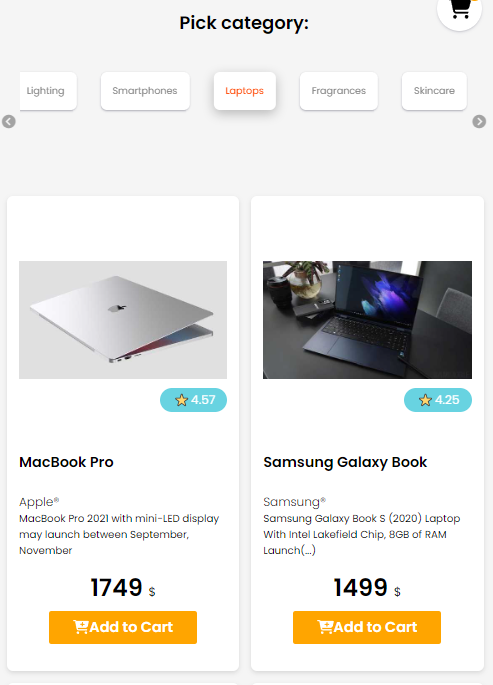 Pick category:
Lighting
Smartphones
Laptops
Fragrances
Skincare
4.57
4.25
MacBook Pro
Samsung Galaxy Book
Apple®
MacBook Pro 2021 with mini-LED display
may launch between September,
November
Samsung®
Samsung Galaxy Book S (2020) Laptop
With Intel Lakefield Chip, 8GB of RAM
Launch(...)
1749 $
1499 $
Add to Cart
Add to Cart